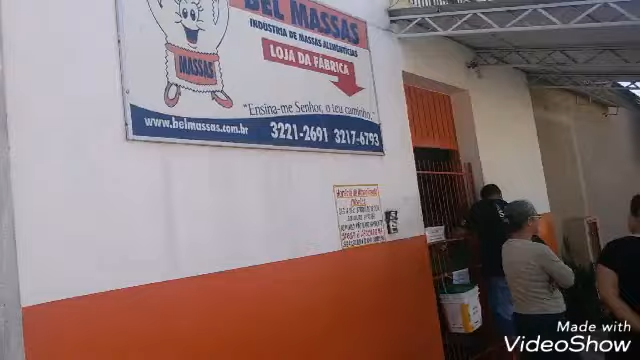 BEL MASSAS
INDUSTRIA DE MASSAS ALIMENTÍCIAS
LOJA DA FÁBRICA
MASSAS
"Ensina-me Senhor, o teu caminho."
www.belmassas.com.br
3221-2691 3217-6793
Made with
VideoShow